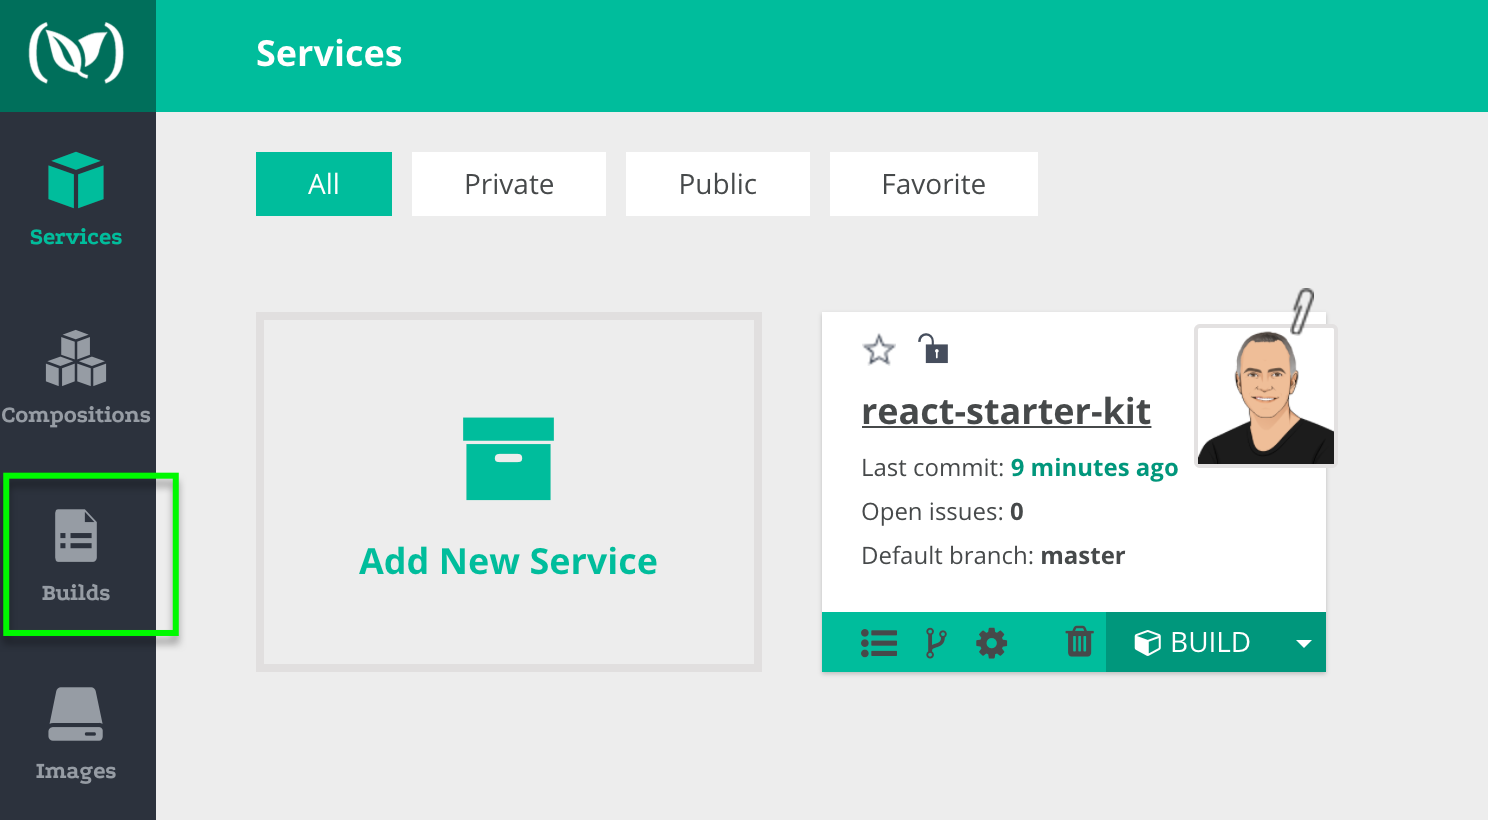 Services
Services
Compositions
Builds
Images
All
Private
Public
Favorite
Add New Service
react-starter-kit
Last commit: 9 minutes ago
Open issues: 0
Default branch: master
BUILD